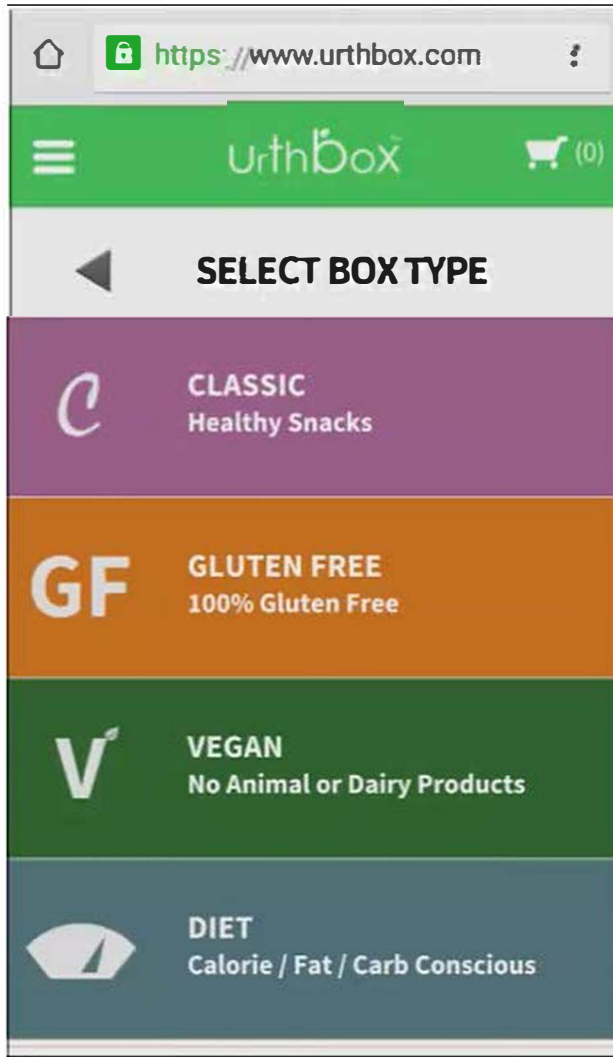 https://www.urthbox.com
urthbox (0)
SELECT BOX TYPE
C
CLASSIC
Healthy Snacks
GF
GLUTEN FREE
100% Gluten Free
V
VEGAN
No Animal or Dairy Products
DIET
Calorie / Fat / Carb Conscious